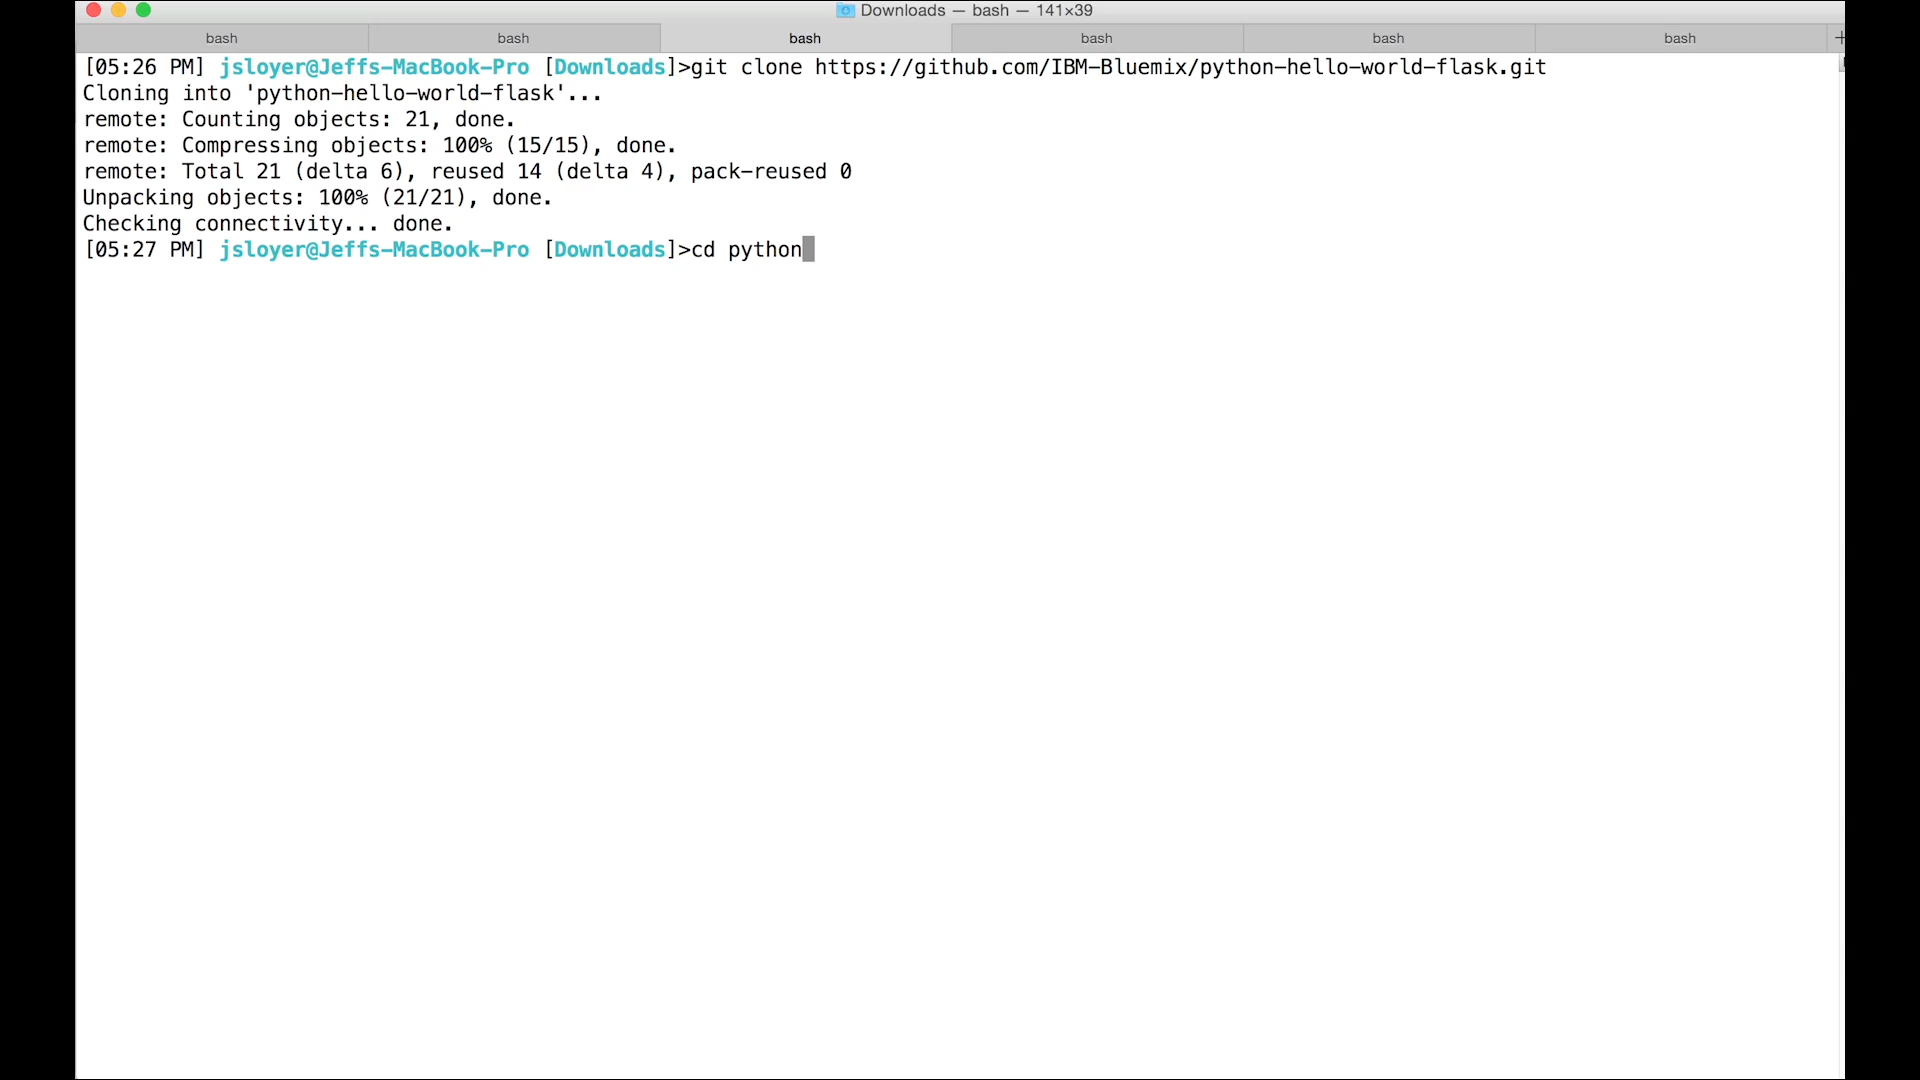 Downloads — bash — 141×39
bash bash bash bash bash bash +
[05:26 PM] jsloyer@Jeffs-MacBook-Pro [Downloads]>git clone https://github.com/IBM-Bluemix/python-hello-world-flask.git
Cloning into 'python-hello-world-flask'...
remote: Counting objects: 21, done.
remote: Compressing objects: 100% (15/15), done.
remote: Total 21 (delta 6), reused 14 (delta 4), pack-reused 0
Unpacking objects: 100% (21/21), done.
Checking connectivity... done.
[05:27 PM] jsloyer@Jeffs-MacBook-Pro [Downloads]>cd python